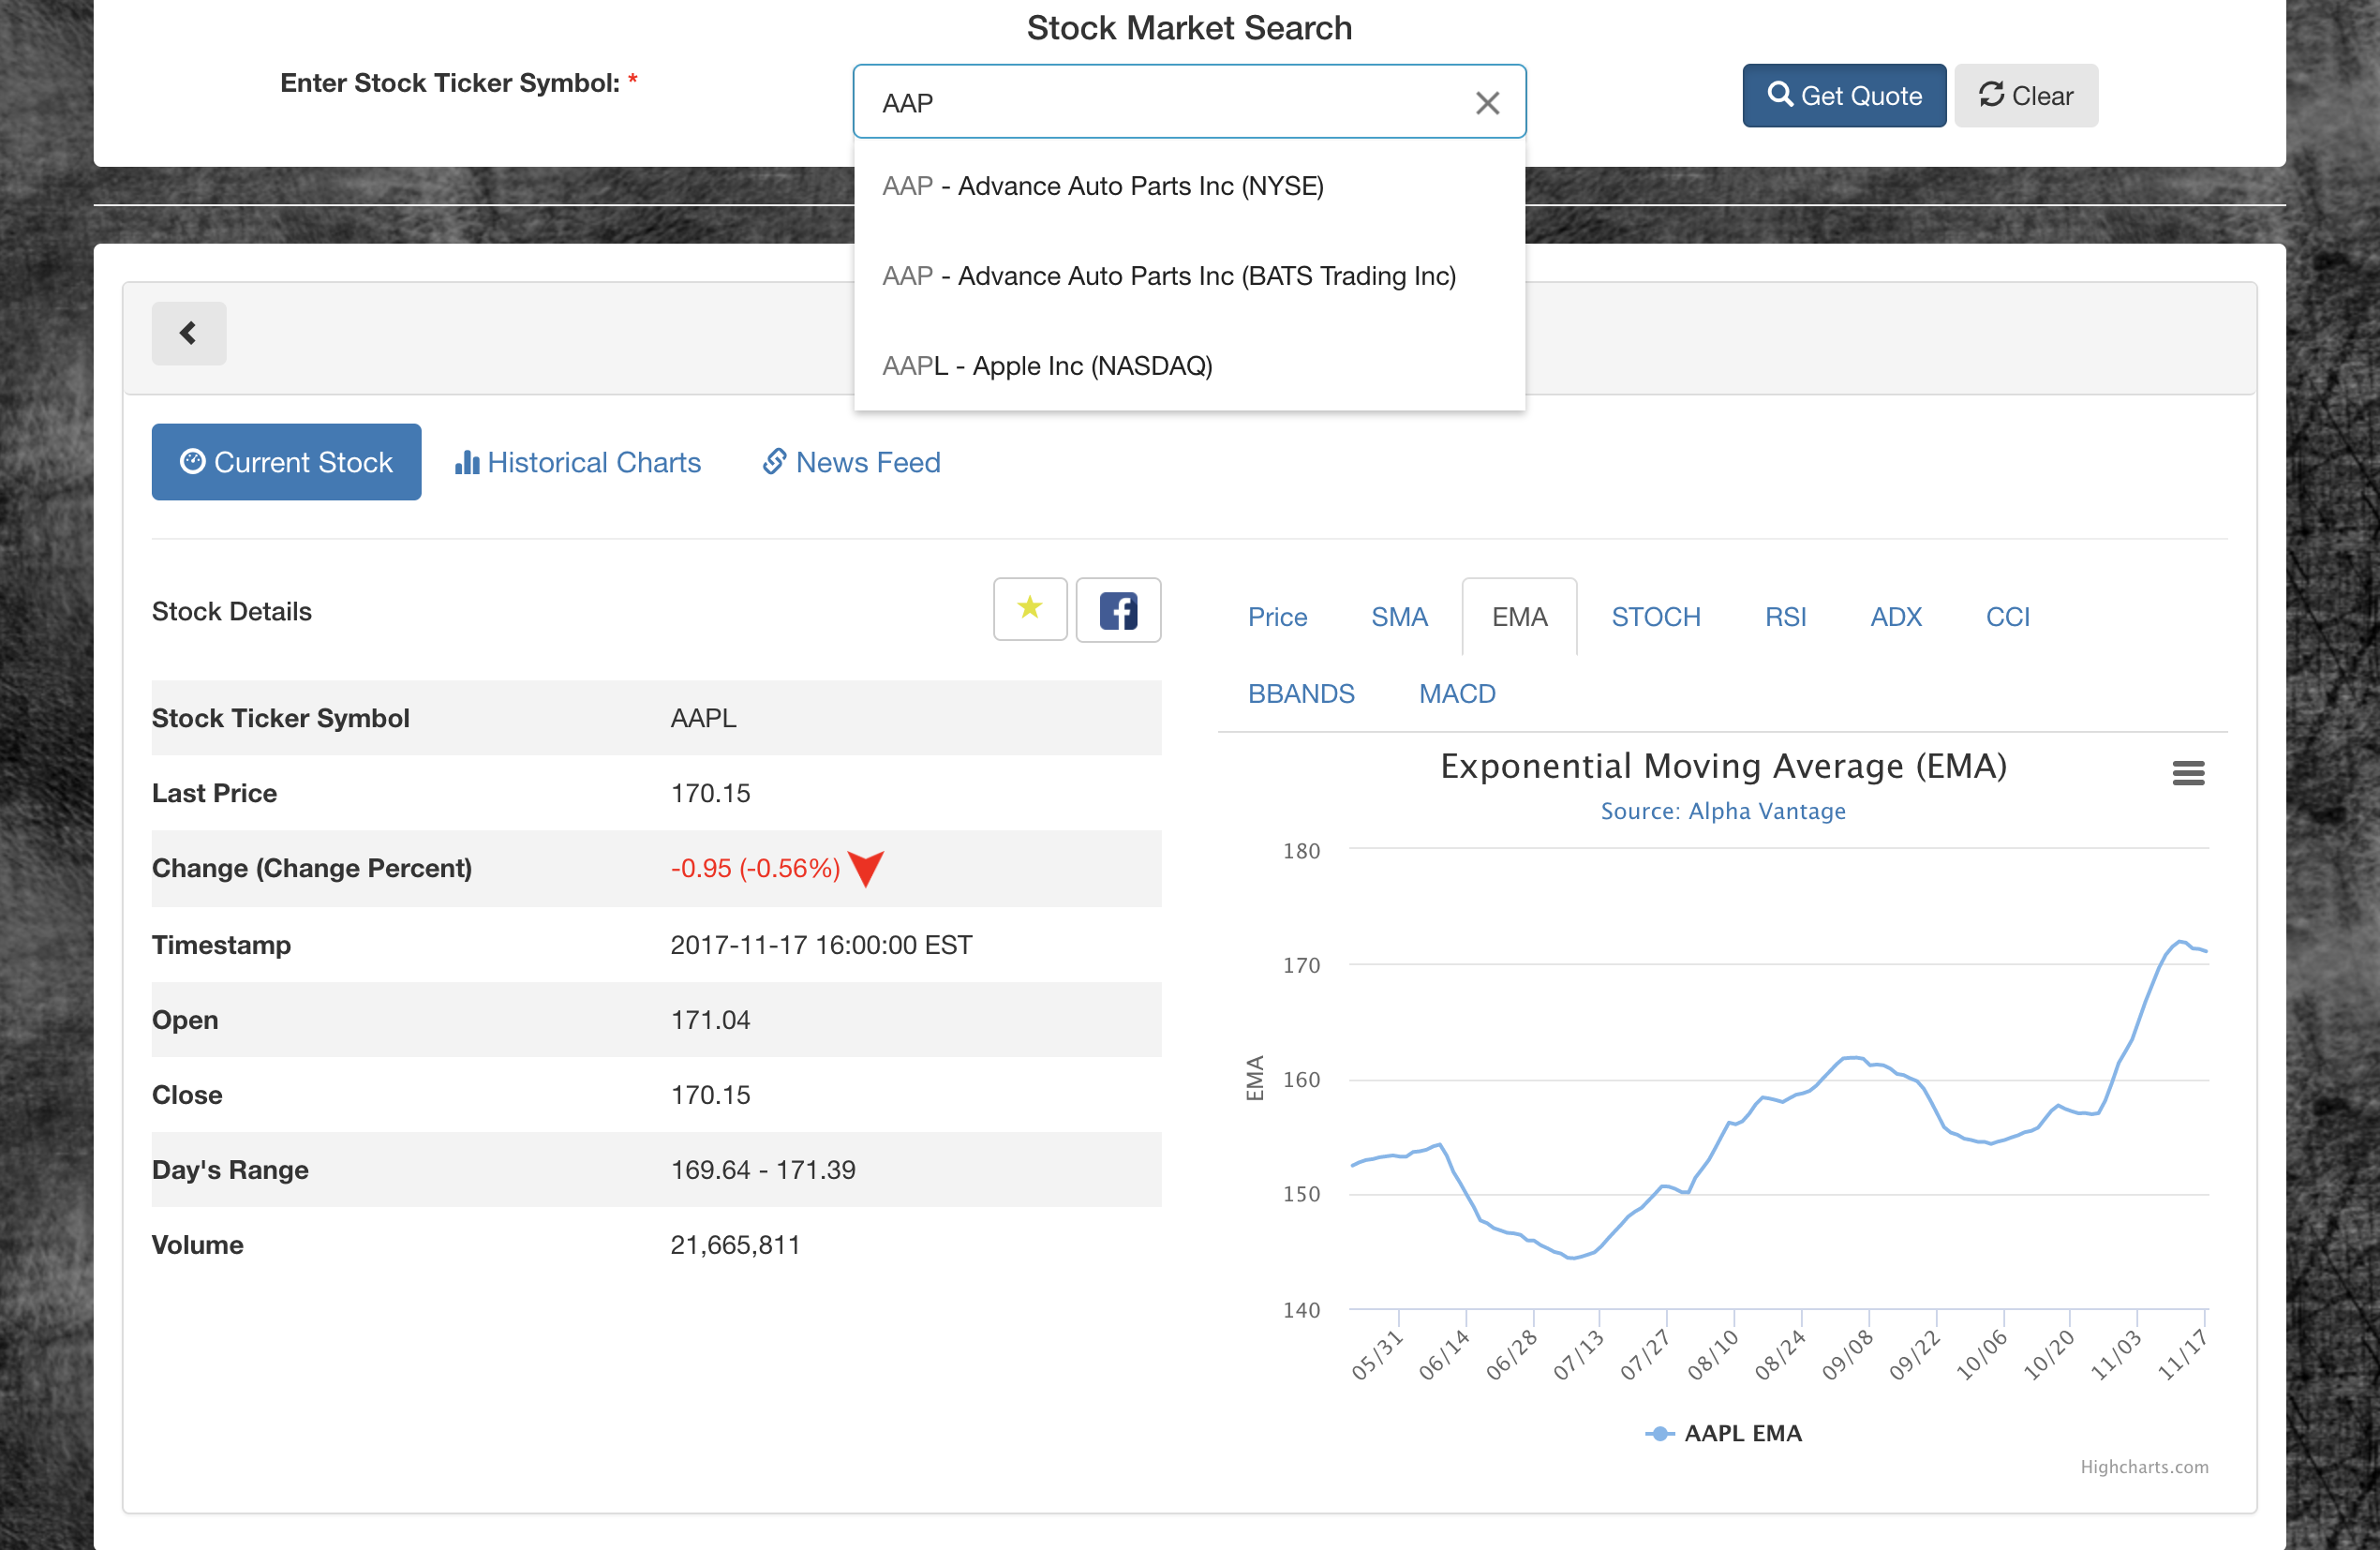 Stock Market Search
Enter Stock Ticker Symbol: *
AAP
Get Quote
Clear
AAP - Advance Auto Parts Inc (NYSE)
AAP - Advance Auto Parts Inc (BATS Trading Inc)
AAPL - Apple Inc (NASDAQ)
Current Stock
Historical Charts
News Feed
Stock Details
Stock Ticker Symbol AAPL
Last Price 170.15
Change (Change Percent) -0.95 (-0.56%)
Timestamp 2017-11-17 16:00:00 EST
Open 171.04
Close 170.15
Day's Range 169.64 - 171.39
Volume 21,665,811
Price SMA EMA STOCH RSI ADX CCI
BBANDS MACD
Exponential Moving Average (EMA)
Source: Alpha Vantage
EMA
180
170
160
150
140
05/31 06/14 06/28 07/13 07/27 08/10 08/24 09/08 09/22 10/06 10/20 11/03 11/17
AAPL EMA
Highcharts.com